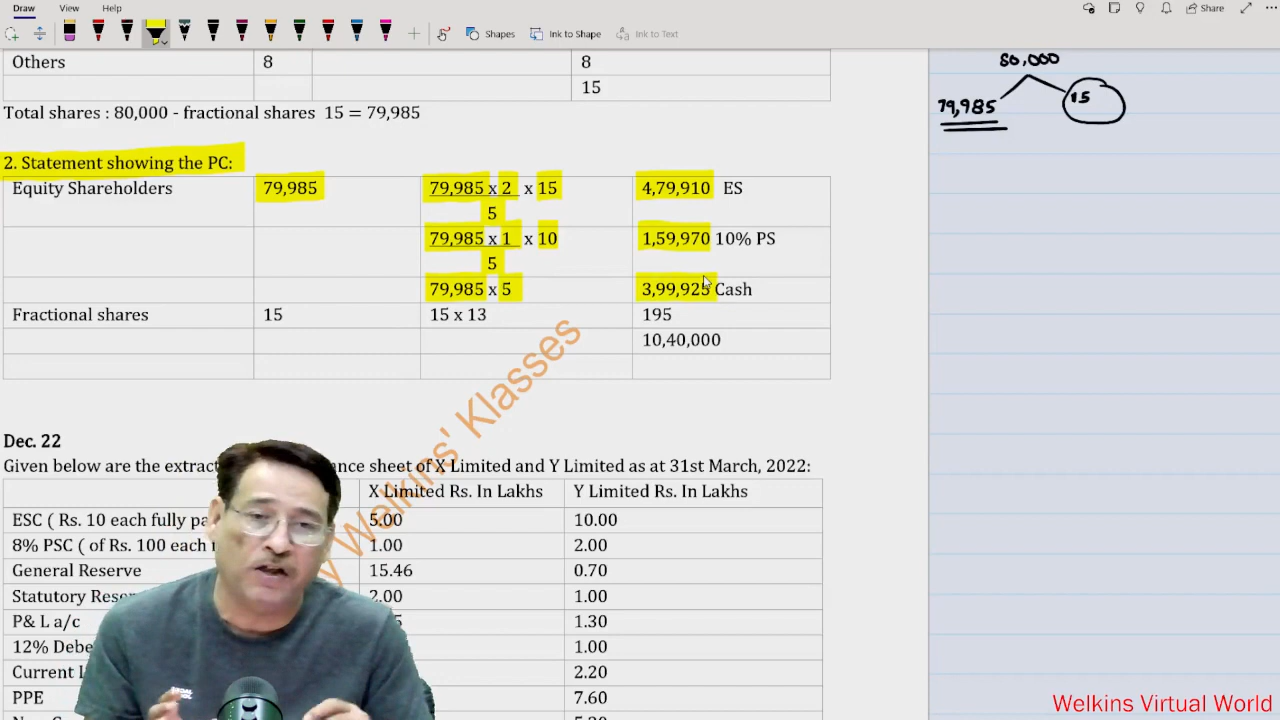 Draw View Help
Share
Shapes Ink to Shape Ink to Text
Others 8 8
15
Total shares : 80,000 - fractional shares 15 = 79,985
2. Statement showing the PC:
Equity Shareholders 79,985 79,985 x 2 x 15 4,79,910 ES
5
79,985 x 1 x 10 1,59,970 10% PS
5
79,985 x 5 3,99,925 Cash
Fractional shares 15 15 x 13 195
10,40,000
80,000
79,985 15
Dec. 22
Given below are the extrac nce sheet of X Limited and Y Limited as at 31st March, 2022:
X Limited Rs. In Lakhs Y Limited Rs. In Lakhs
ESC ( Rs. 10 each fully pa 5.00 10.00
8% PSC ( of Rs. 100 each 1.00 2.00
General Reserve 15.46 0.70
Statutory Rese 2.00 1.00
P& L a/c 1.30
12% Debe 1.00
Current L 2.20
PPE 7.60
y Welkins' Klasses
Welkins Virtual World